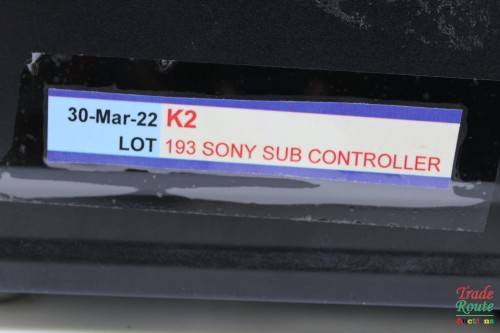 30-Mar-22 K2
LOT 193 SONY SUB CONTROLLER
Trade
Route
Auctions